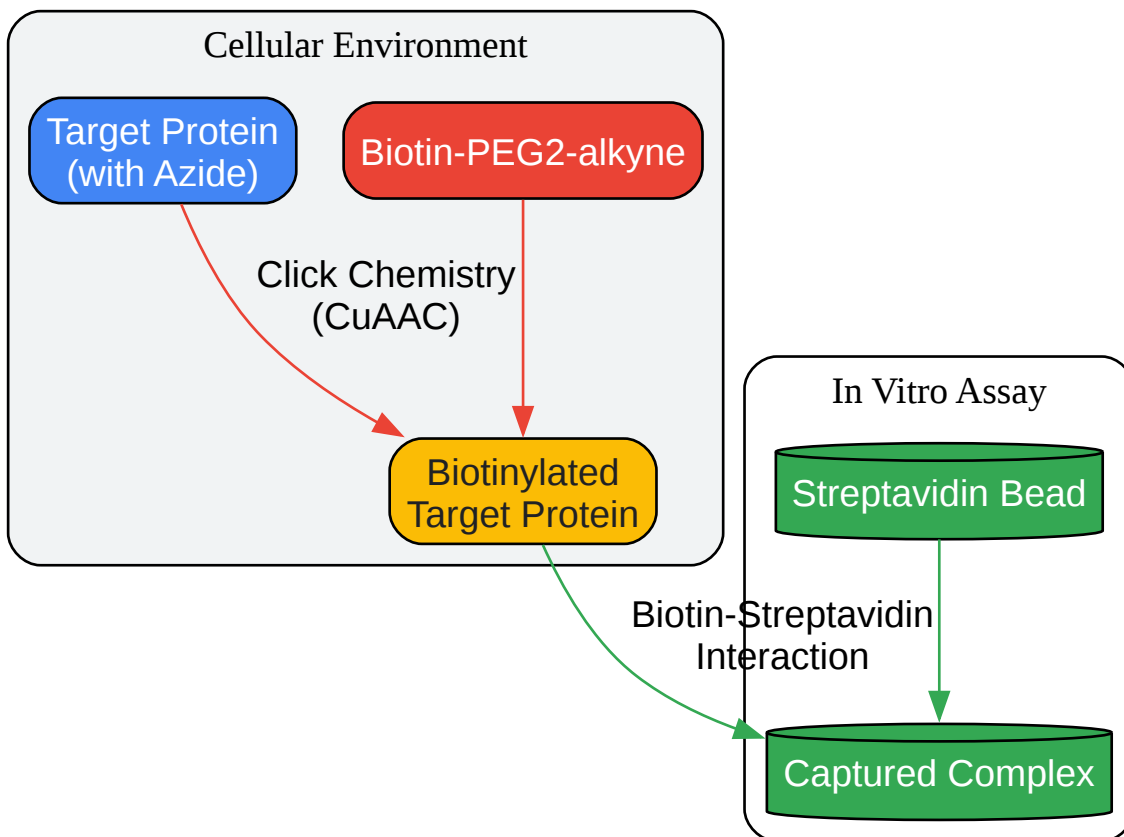 Cellular Environment
Target Protein
(with Azide)
Biotin-PEG2-alkyne
Click Chemistry
(CuAAC)
Biotinylated
Target Protein
In Vitro Assay
Streptavidin Bead
Biotin-Streptavidin
Interaction
Captured Complex